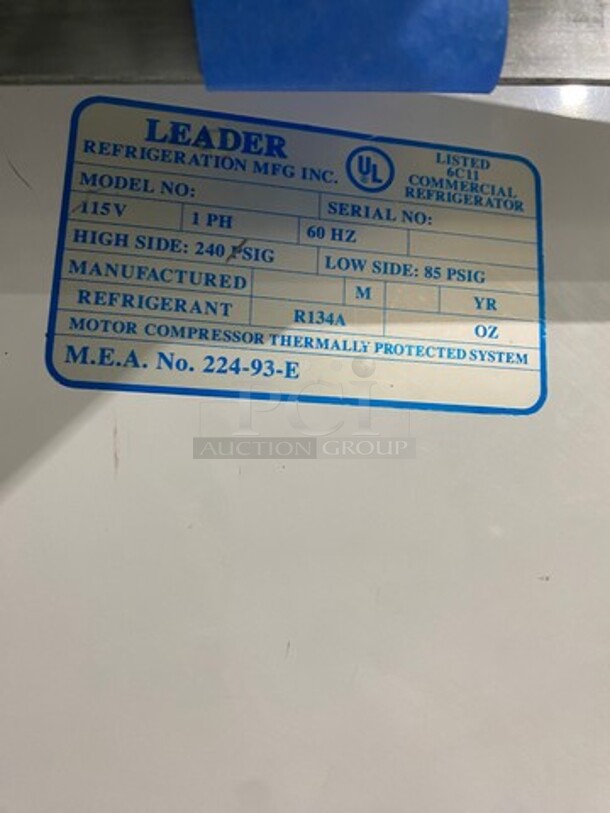 LEADER
REFRIGERATION MFG INC.
UL
LISTED
6C11
COMMERCIAL
REFRIGERATOR
MODEL NO:
SERIAL NO:
115V
1 PH
60 HZ
HIGH SIDE: 240 PSIG
LOW SIDE: 85 PSIG
MANUFACTURED
M
YR
REFRIGERANT
R134A
OZ
MOTOR COMPRESSOR THERMALLY PROTECTED SYSTEM
M.E.A. No. 224-93-E
pci
AUCTION GROUP